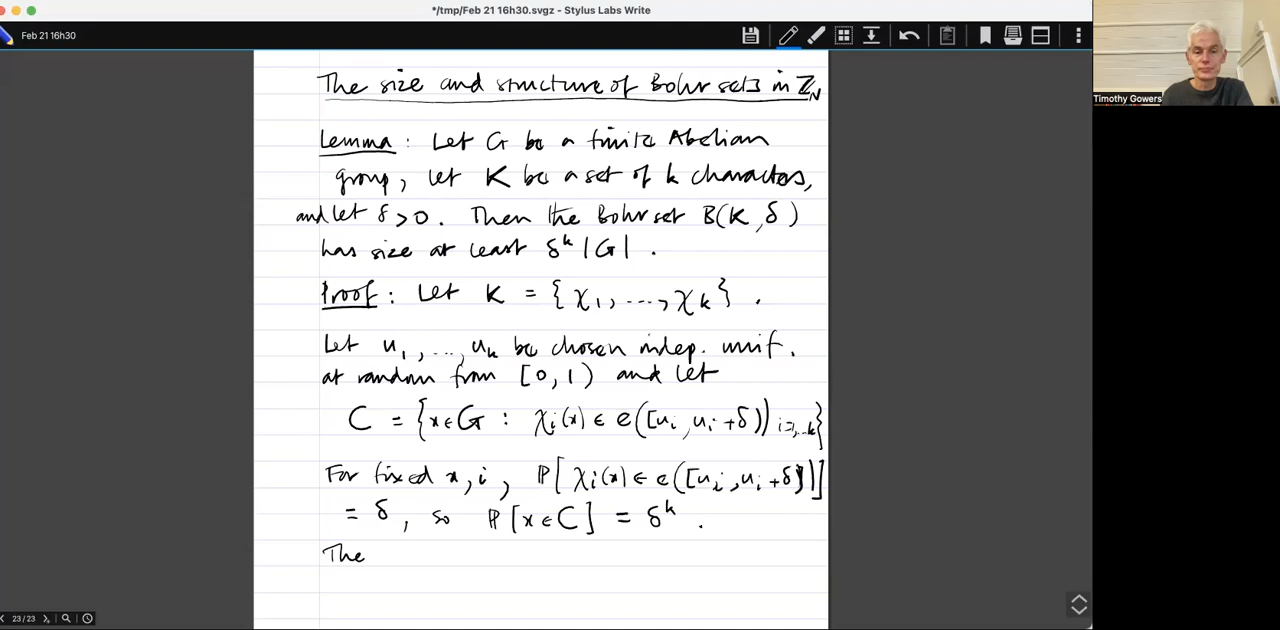 */tmp/Feb 21 16h30.svgz - Stylus Labs Write
Feb 21 16h30
Timothy Gowers
The size and structure of Bohr sets in ℤ_N
Lemma : Let G be a finite Abelian
group, let K be a set of k characters,
and let δ > 0. Then the Bohr set B(K, δ)
has size at least δ^k |G| .
Proof : Let K = {χ_1, ..., χ_k} .
Let u_1, ..., u_k be chosen indep. unif.
at random from [0, 1) and let
C = {x ∈ G : χ_i(x) ∈ e([u_i, u_i + δ)) i=1,...k}
For fixed x, i, ℙ[χ_i(x) ∈ e([u_i, u_i + δ))]
= δ, so ℙ[x ∈ C] = δ^k .
The
23/23